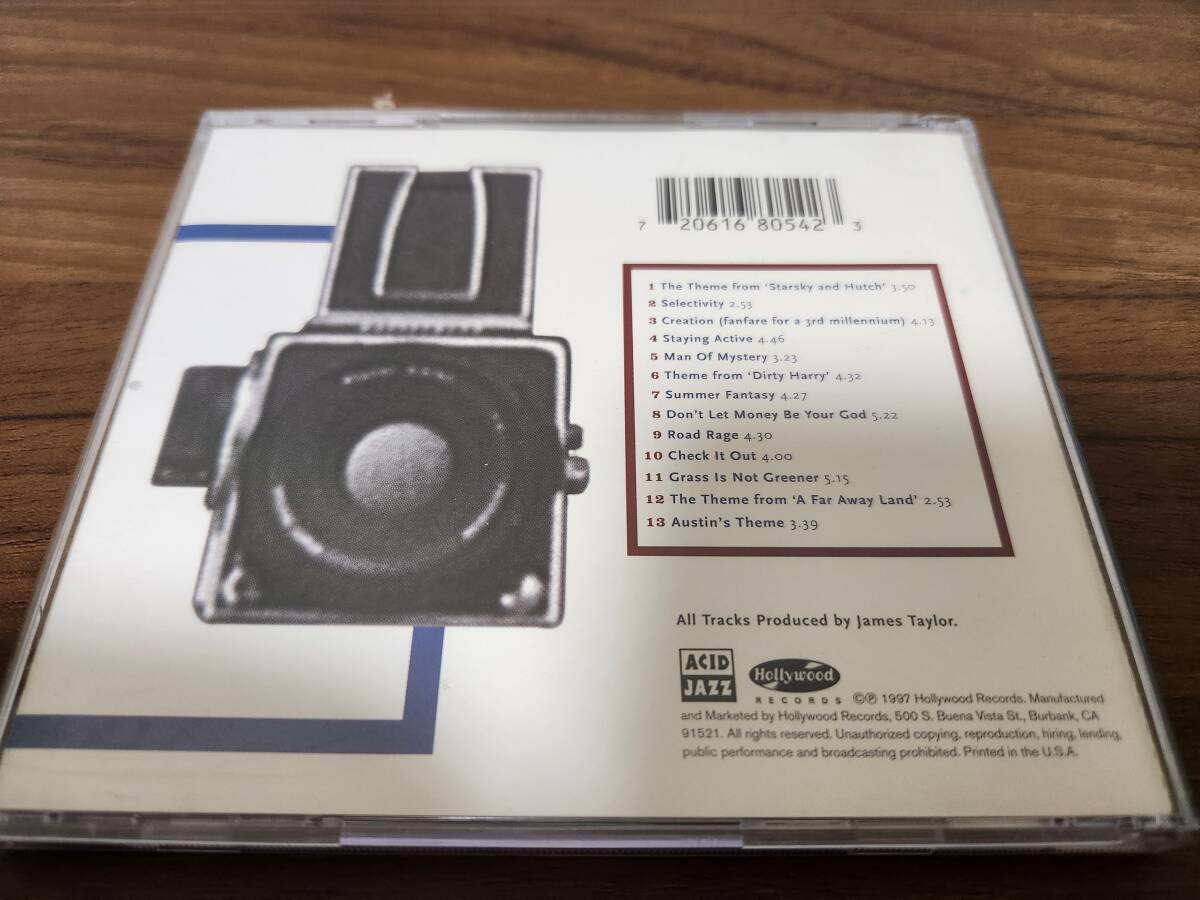 7 20616 80542 3
1 The Theme from 'Starsky and Hutch' 3.50
2 Selectivity 2.53
3 Creation (fanfare for a 3rd millennium) 4.13
4 Staying Active 4.46
5 Man Of Mystery 3.23
6 Theme from 'Dirty Harry' 4.32
7 Summer Fantasy 4.27
8 Don't Let Money Be Your God 5.22
9 Road Rage 4.30
10 Check It Out 4.00
11 Grass Is Not Greener 5.15
12 The Theme from 'A Far Away Land' 2.53
13 Austin's Theme 3.39
All Tracks Produced by James Taylor.
ACID
JAZZ
Hollywood
RECORDS
©℗ 1997 Hollywood Records. Manufactured
and Marketed by Hollywood Records, 500 S. Buena Vista St., Burbank, CA
91521. All rights reserved. Unauthorized copying, reproduction, hiring, lending,
public performance and broadcasting prohibited. Printed in the U.S.A.